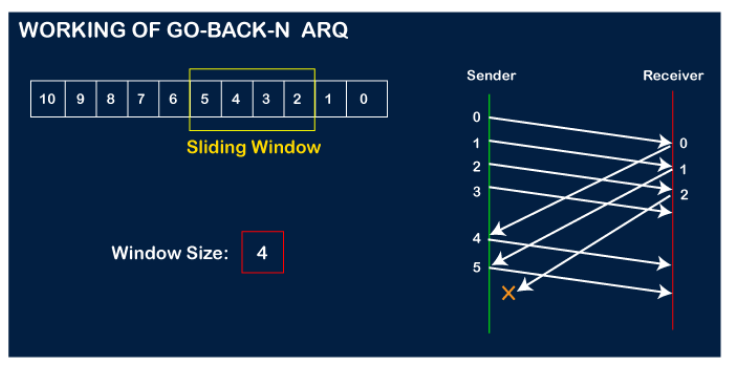 WORKING OF GO-BACK-N ARQ
10 9 8 7 6 5 4 3 2 1 0
Sliding Window
Window Size: 4
Sender Receiver
0
1 0
2 1
3 2
4
5
X